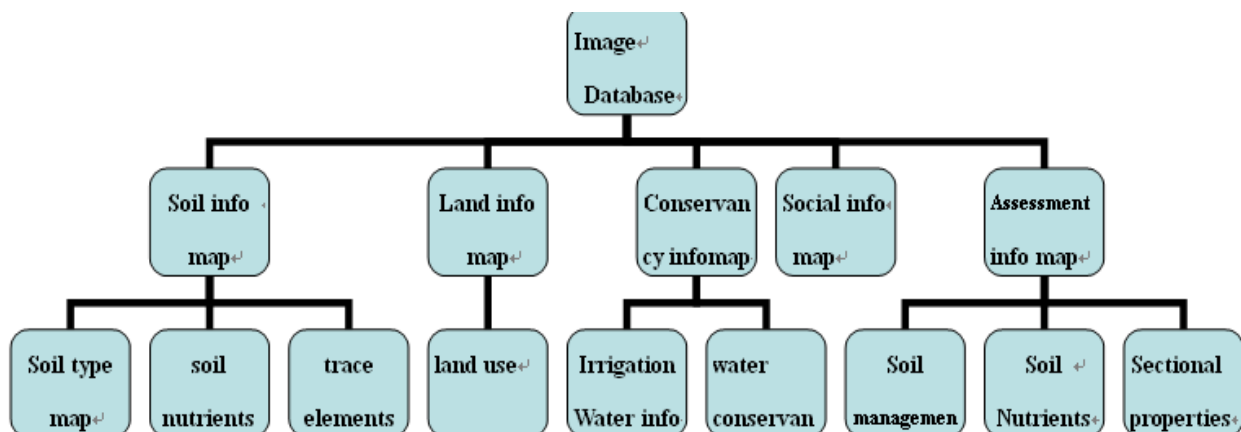 Image
Database
Soil info
map
Land info
map
Conservan
cy infomap
Social info
map
Assessment
info map
Soil type
map
soil
nutrients
trace
elements
land use
Irrigation
Water info
water
conservan
Soil
managemen
Soil
Nutrients
Sectional
properties